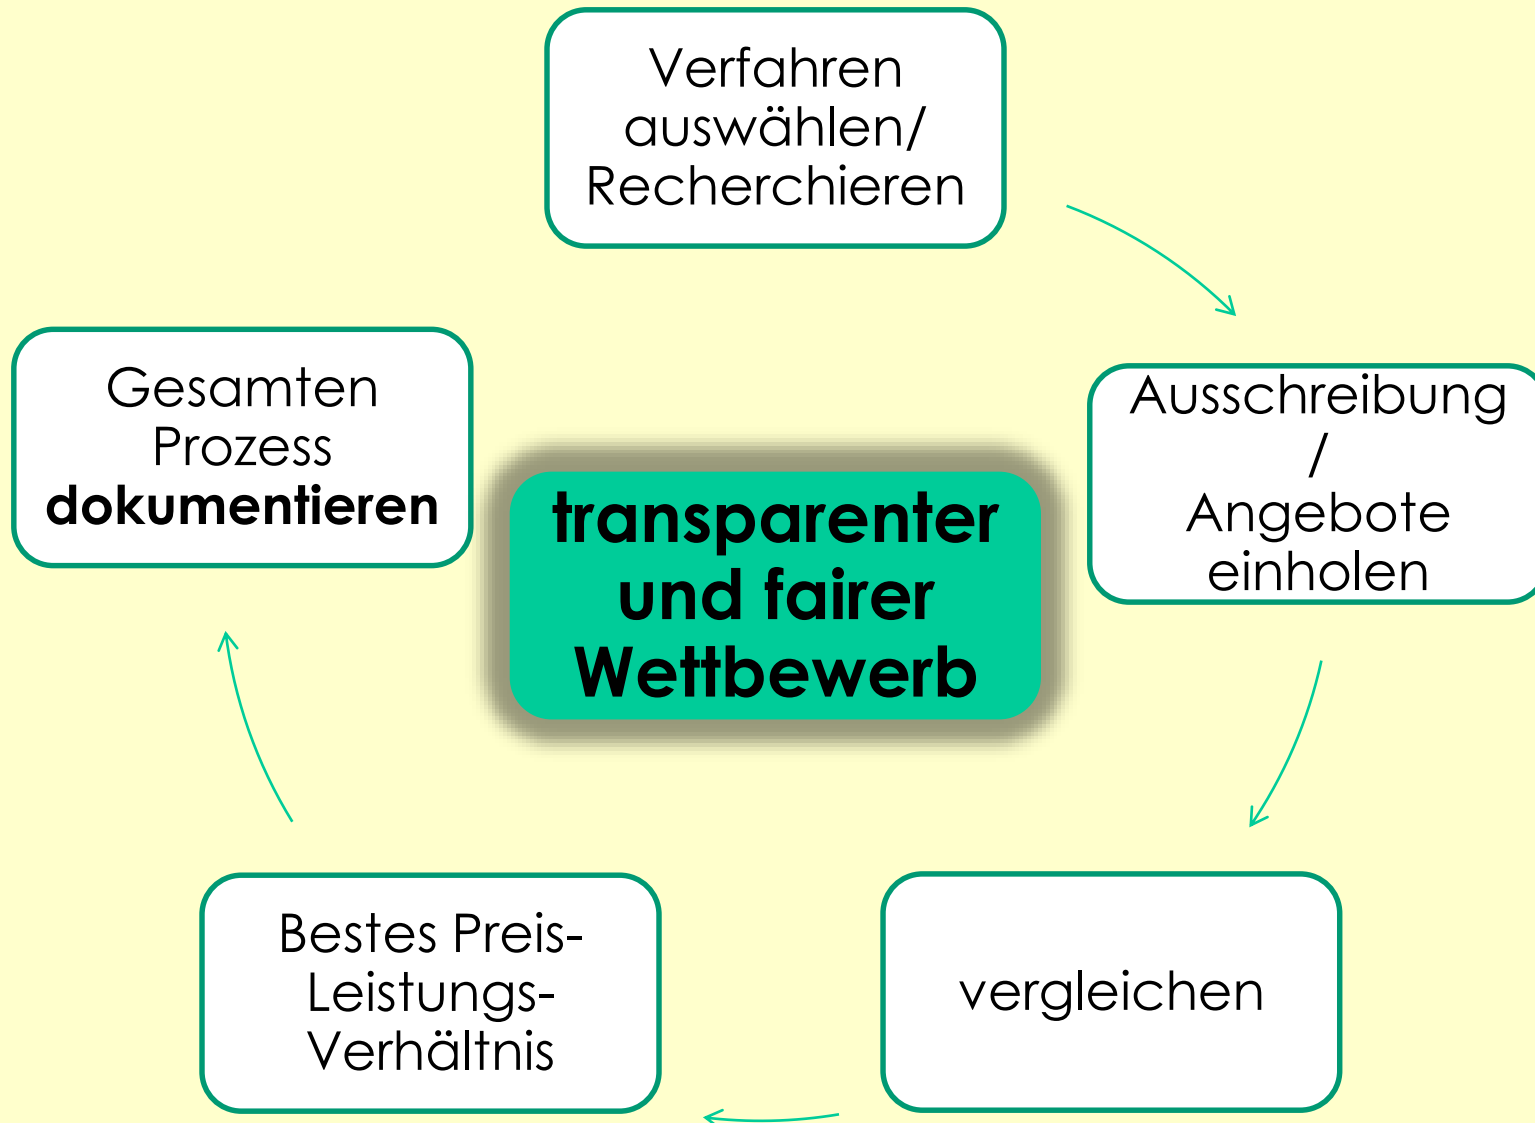 Verfahren
auswählen/
Recherchieren
Ausschreibung
/
Angebote
einholen
vergleichen
Bestes Preis-
Leistungs-
Verhältnis
Gesamten
Prozess
dokumentieren
transparenter
und fairer
Wettbewerb